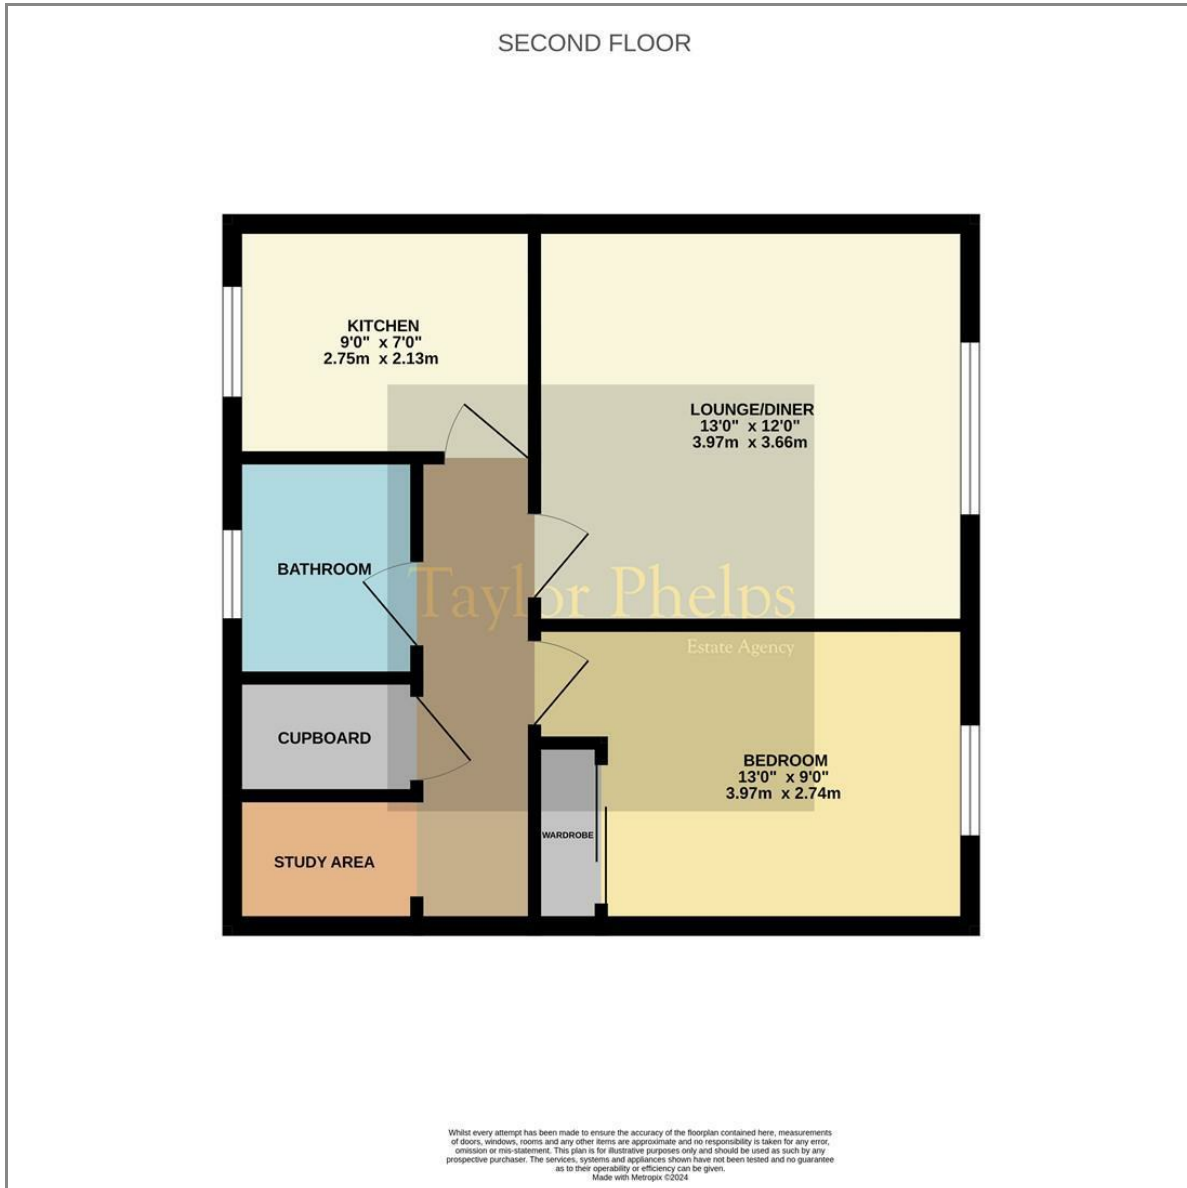 SECOND FLOOR
KITCHEN
9'0" x 7'0"
2.75m x 2.13m
LOUNGE/DINER
13'0" x 12'0"
3.97m x 3.66m
BATHROOM
Taylor Phelps
Estate Agency
CUPBOARD
BEDROOM
13'0" x 9'0"
3.97m x 2.74m
WARDROBE
STUDY AREA
Whilst every attempt has been made to ensure the accuracy of the floorplan contained here, measurements
of doors, windows, rooms and any other items are approximate and no responsibility is taken for any error,
omission or mis-statement. This plan is for illustrative purposes only and should be used as such by any
prospective purchaser. The services, systems and appliances shown have not been tested and no guarantee
as to their operability or efficiency can be given.
Made with Metropix ©2024